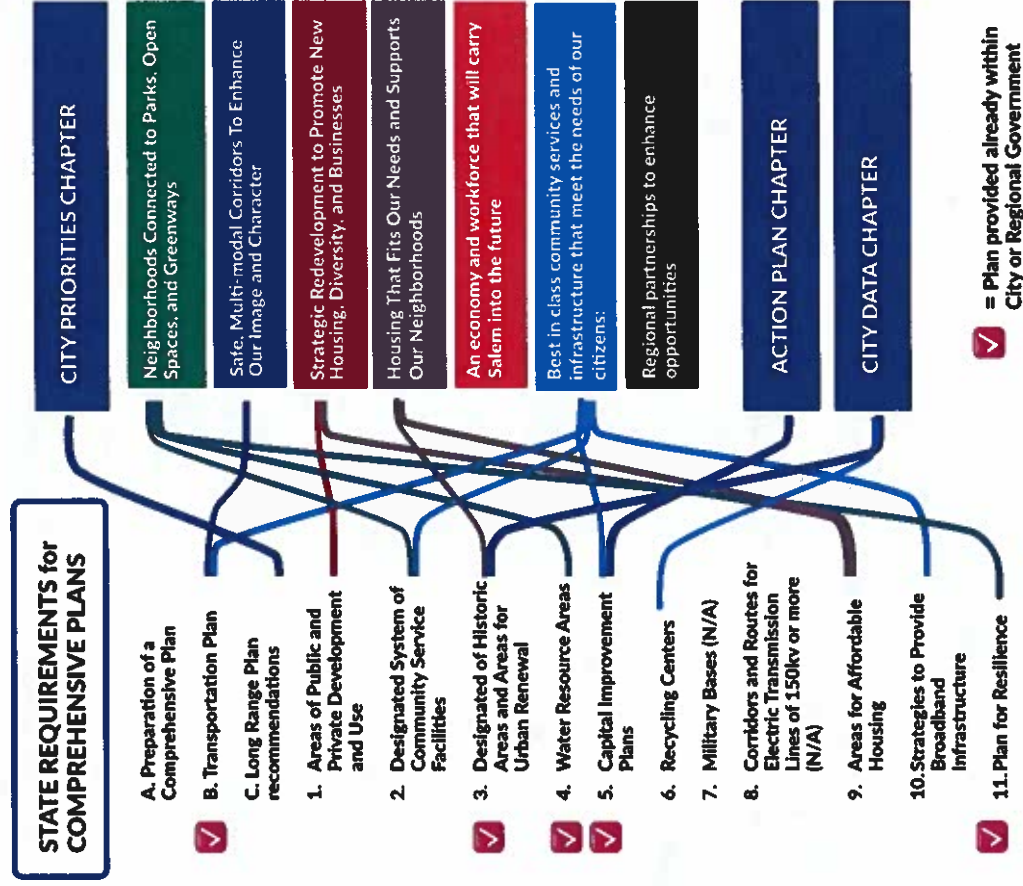 STATE REQUIREMENTS for
COMPREHENSIVE PLANS
A. Preparation of a
Comprehensive Plan
B. Transportation Plan
C. Long Range Plan
recommendations
1. Areas of Public and
Private Development
and Use
2. Designated System of
Community Service
Facilities
3. Designated of Historic
Areas and Areas for
Urban Renewal
4. Water Resource Areas
5. Capital Improvement
Plans
6. Recycling Centers
7. Military Bases (N/A)
8. Corridors and Routes for
Electric Transmission
Lines of 150kv or more
(N/A)
9. Areas for Affordable
Housing
10. Strategies to Provide
Broadband
Infrastructure
11. Plan for Resilience
CITY PRIORITIES CHAPTER
Neighborhoods Connected to Parks, Open
Spaces, and Greenways
Safe, Multi-modal Corridors To Enhance
Our Image and Character
Strategic Redevelopment to Promote New
Housing, Diversity, and Businesses
Housing That Fits Our Needs and Supports
Our Neighborhoods
An economy and workforce that will carry
Salem into the future
Best in class community services and
infrastructure that meet the needs of our
citizens;
Regional partnerships to enhance
opportunities
ACTION PLAN CHAPTER
CITY DATA CHAPTER
= Plan provided already within
City or Regional Government